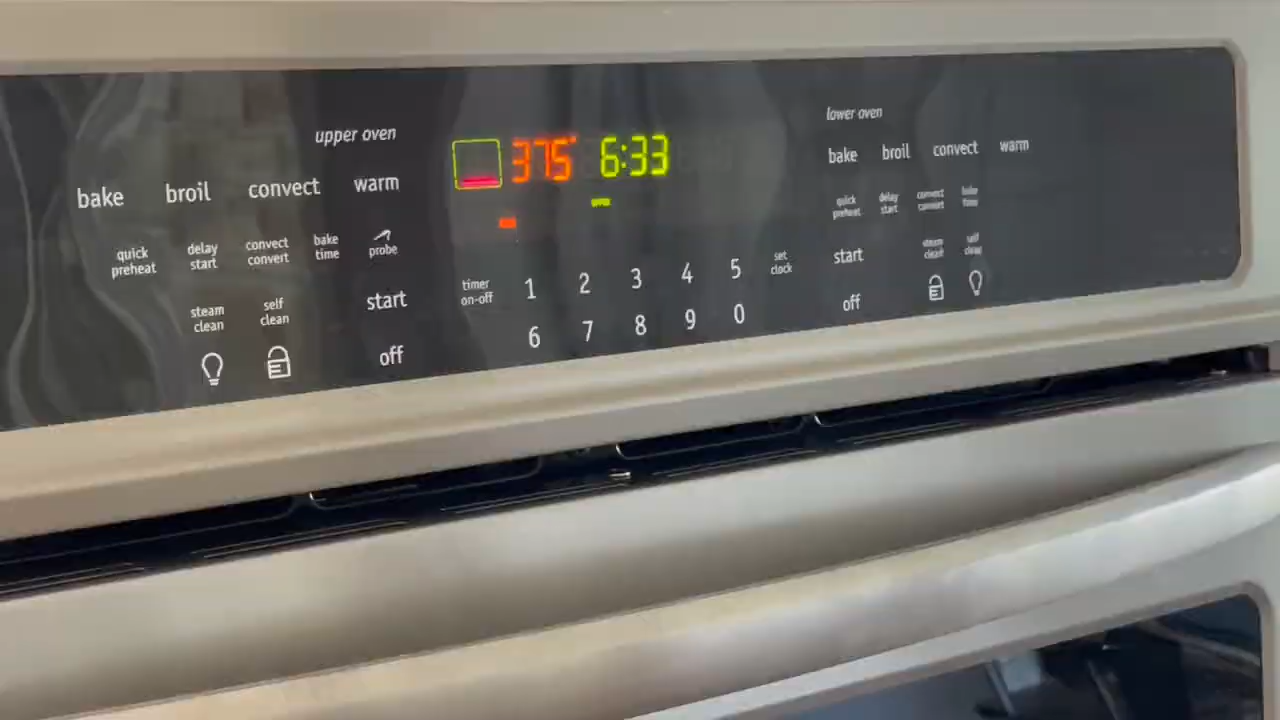 upper oven
bake broil convect warm
quick preheat
delay start
convect convert
bake time
probe
steam clean
self clean
start
off
375° 6:33
timer on-off
1 2 3 4 5
6 7 8 9 0
set clock
lower oven
bake broil convect warm
quick preheat
delay start
convect convert
bake time
start
steam clean
self clean
off